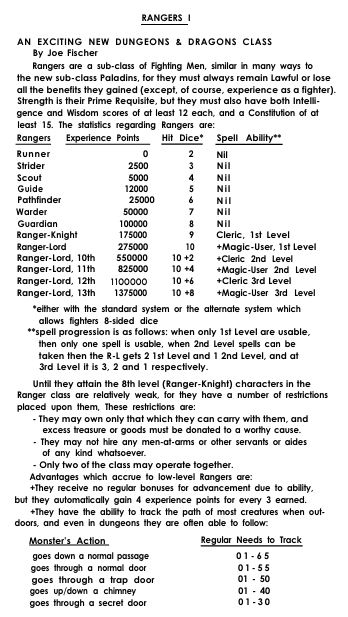 RANGERS I
AN EXCITING NEW DUNGEONS & DRAGONS CLASS
By Joe Fischer
Rangers are a sub-class of Fighting Men, similar in many ways to
the new sub-class Paladins, for they must always remain Lawful or lose
all the benefits they gained (except, of course, experience as a fighter).
Strength is their Prime Requisite, but they must also have both Intelli-
gence and Wisdom scores of at least 12 each, and a Constitution of at
least 15. The statistics regarding Rangers are:
Rangers Experience Points Hit Dice* Spell Ability**
Runner 0 2 Nil
Strider 2500 3 Nil
Scout 5000 4 Nil
Guide 12000 5 Nil
Pathfinder 25000 6 Nil
Warder 50000 7 Nil
Guardian 100000 8 Nil
Ranger-Knight 175000 9 Cleric, 1st Level
Ranger-Lord 275000 10 +Magic-User, 1st Level
Ranger-Lord, 10th 550000 10 +2 +Cleric 2nd Level
Ranger-Lord, 11th 825000 10 +4 +Magic-User 2nd Level
Ranger-Lord, 12th 1100000 10 +6 +Cleric 3rd Level
Ranger-Lord, 13th 1375000 10 +8 +Magic-User 3rd Level
*either with the standard system or the alternate system which
allows fighters 8-sided dice
**spell progression is as follows: when only 1st Level are usable,
then only one spell is usable, when 2nd Level spells can be
taken then the R-L gets 2 1st Level and 1 2nd Level, and at
3rd Level it is 3, 2 and 1 respectively.
Until they attain the 8th level (Ranger-Knight) characters in the
Ranger class are relatively weak, for they have a number of restrictions
placed upon them, These restrictions are:
- They may own only that which they can carry with them, and
excess treasure or goods must be donated to a worthy cause.
- They may not hire any men-at-arms or other servants or aides
of any kind whatsoever.
- Only two of the class may operate together.
Advantages which accrue to low-level Rangers are:
+They receive no regular bonuses for advancement due to ability,
but they automatically gain 4 experience points for every 3 earned.
+They have the ability to track the path of most creatures when out-
doors, and even in dungeons they are often able to follow:
Monster's Action Regular Needs to Track
goes down a normal passage 01-65
goes through a normal door 01-55
goes through a trap door 01-50
goes up/down a chimney 01-40
goes through a secret door 01-30